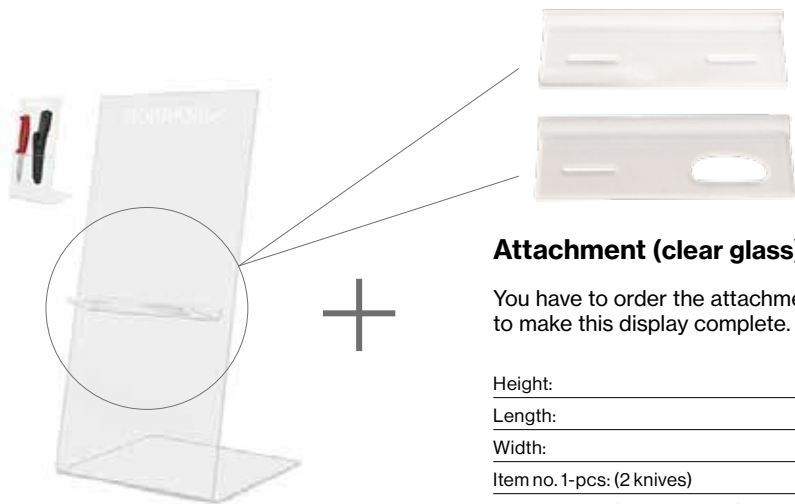 Attachment (clear glass)
You have to order the attachme
to make this display complete.
Height:
Length:
Width:
Item no. 1-pcs: (2 knives)